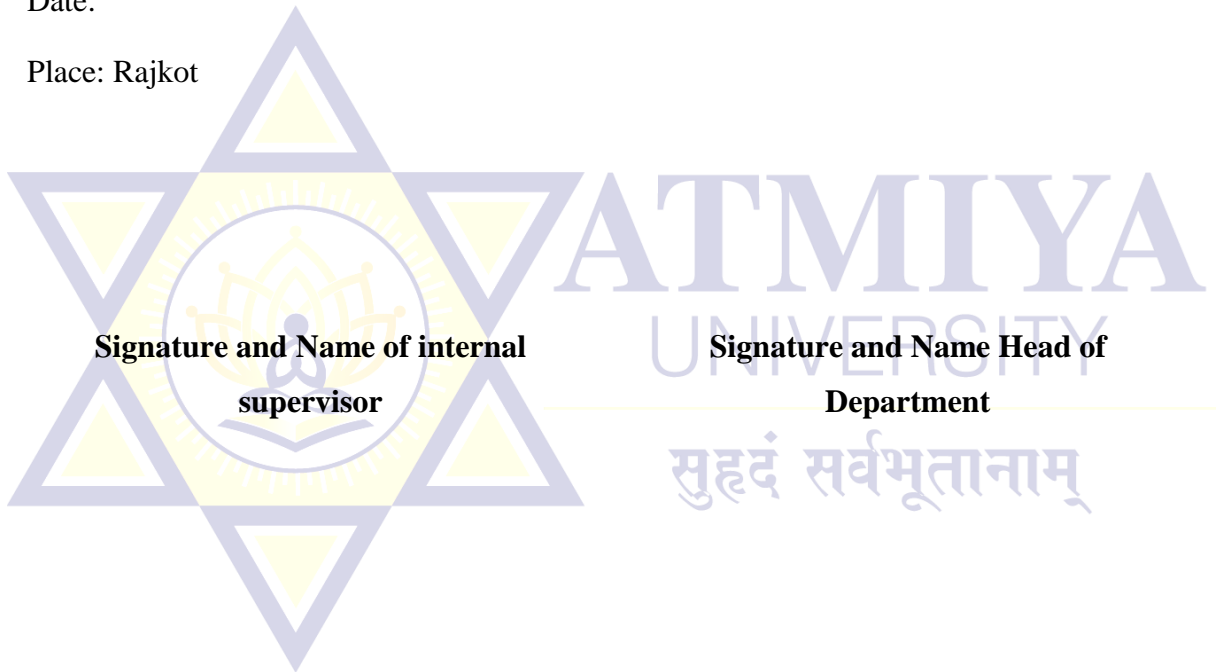 Date:
Place: Rajkot
ATMIYA
UNIVERSITY
Signature and Name of internal
supervisor
Signature and Name Head of
Department
सुहृदं सर्वभूतानाम्